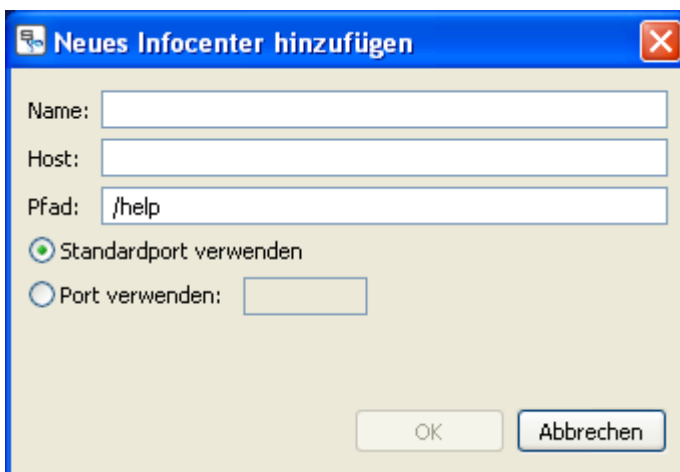 Neues Infocenter hinzufügen
Name:
Host:
Pfad: /help
Standardport verwenden
Port verwenden:
OK Abbrechen